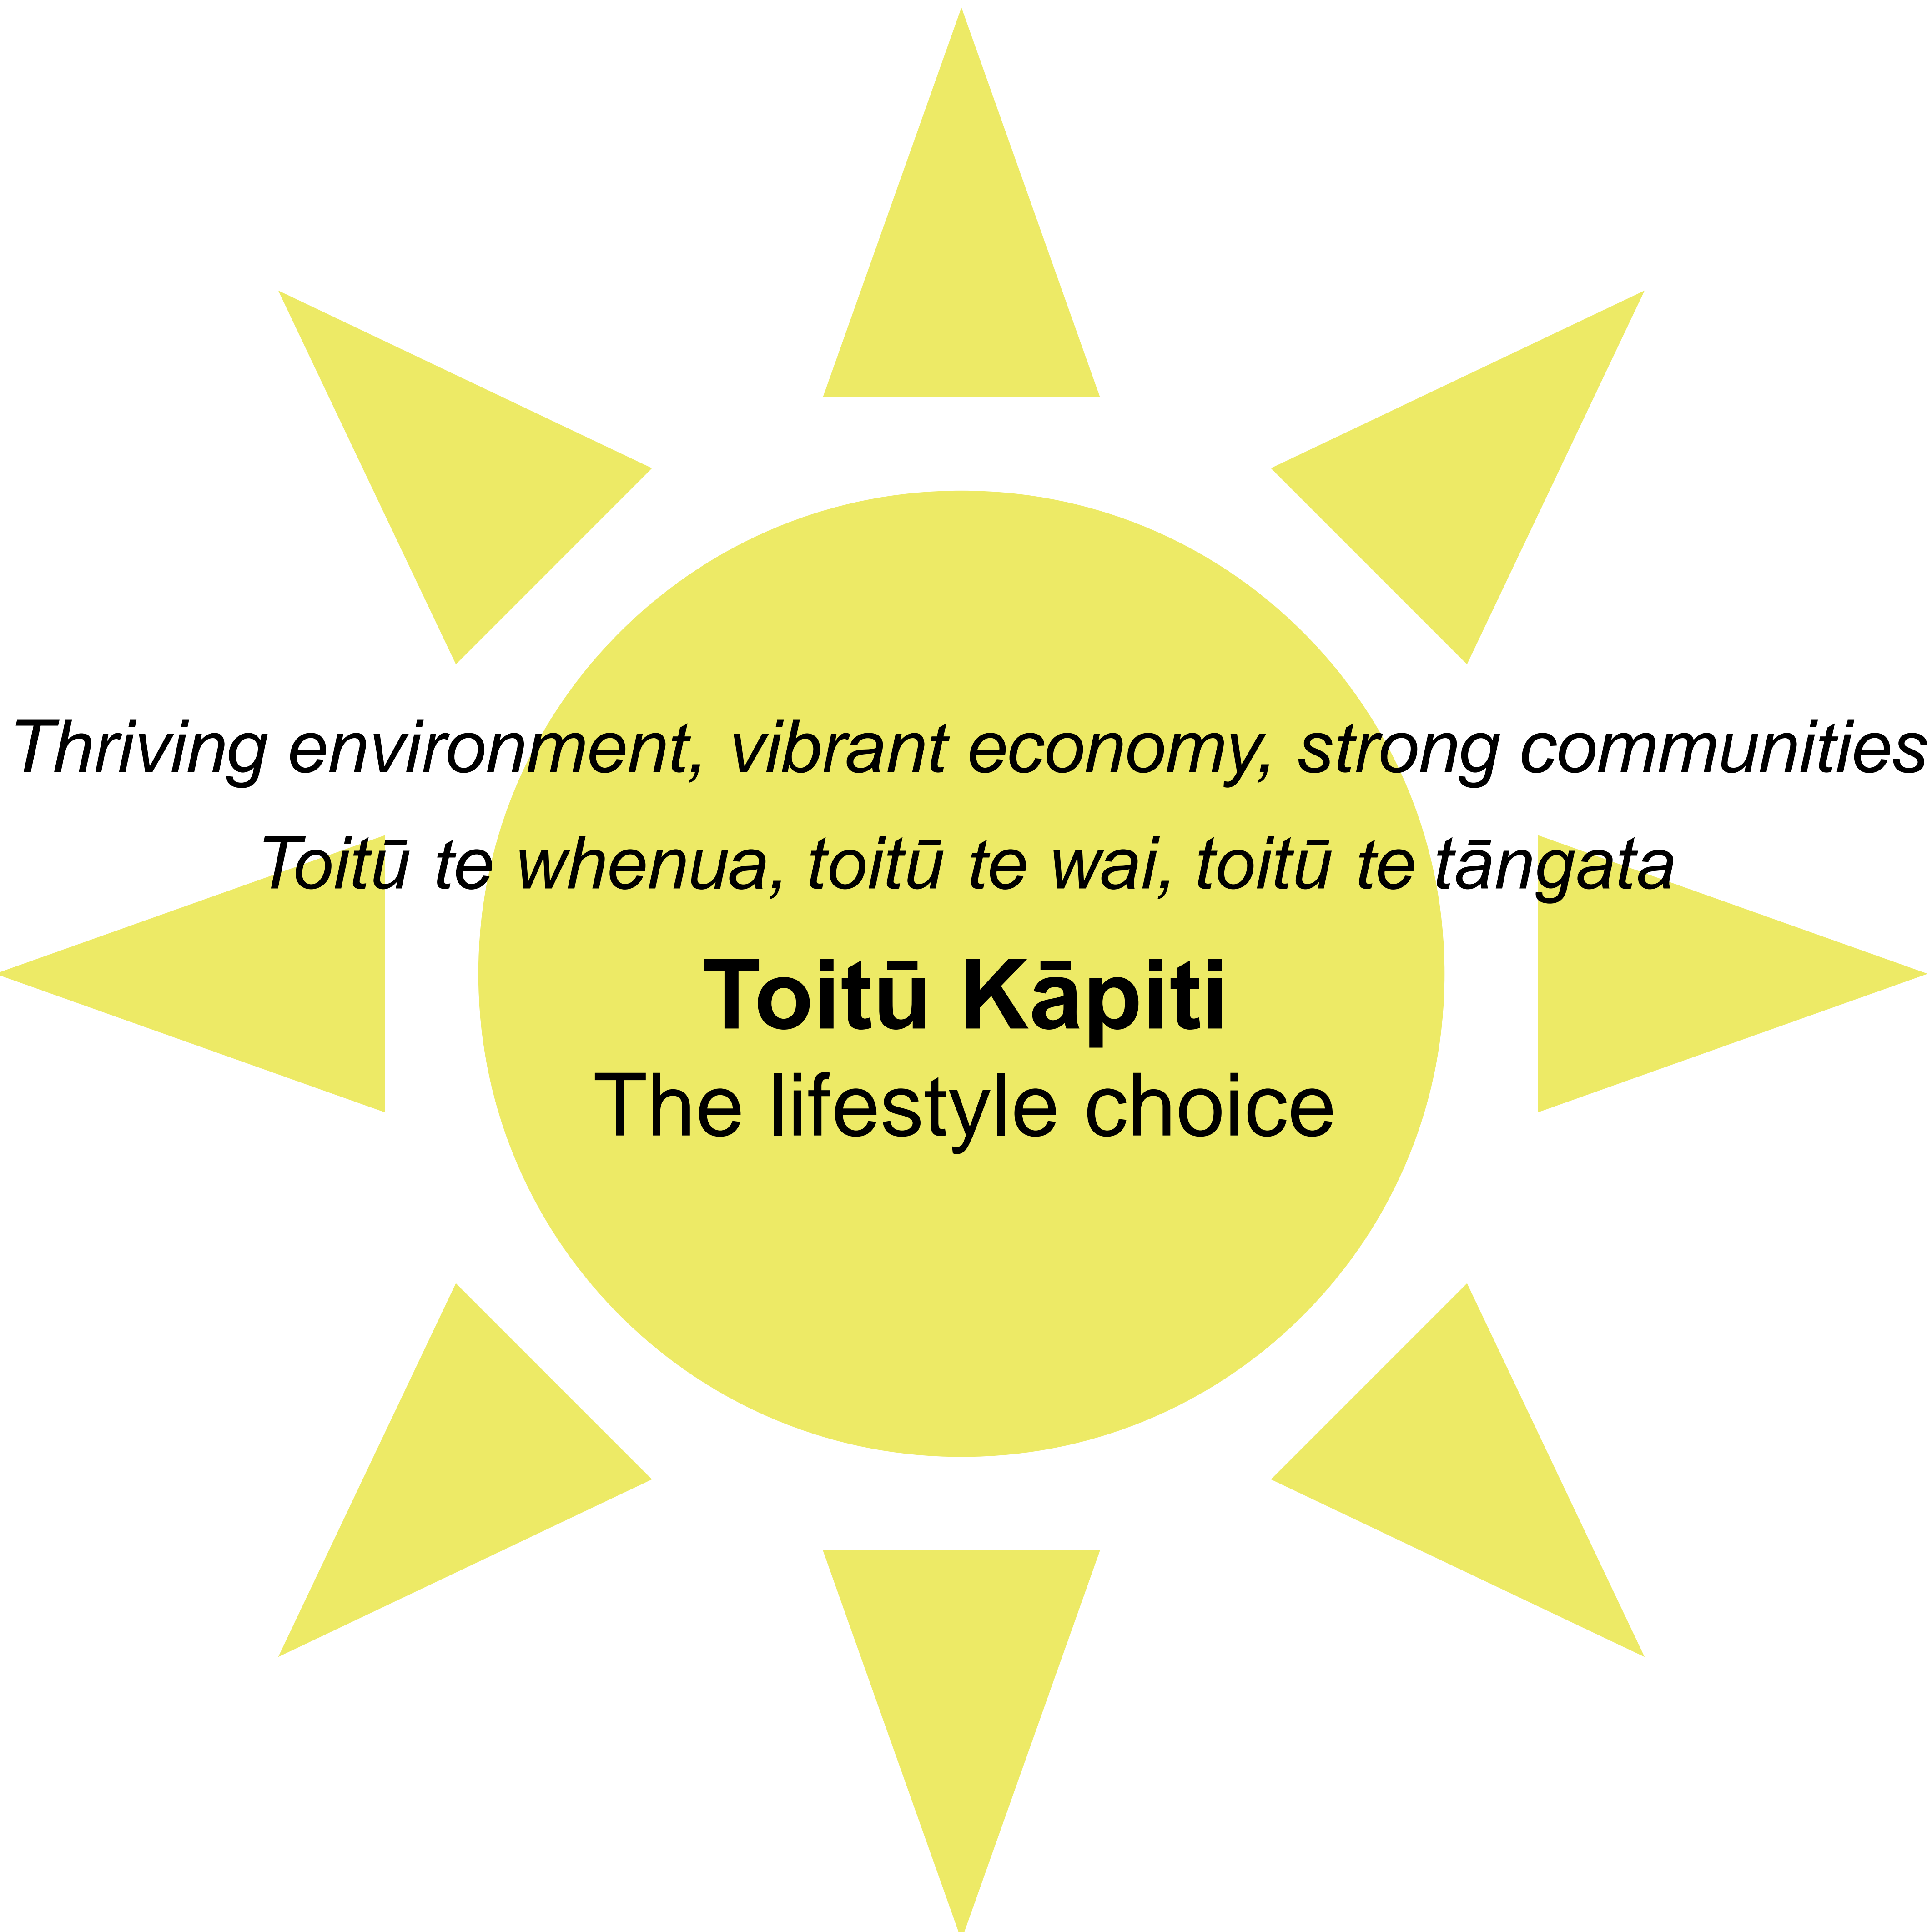 Thriving environment, vibrant economy, strong communities
Toitū te whenua, toitū te wai, toitū te tāngata
Toitū Kāpiti
The lifestyle choice